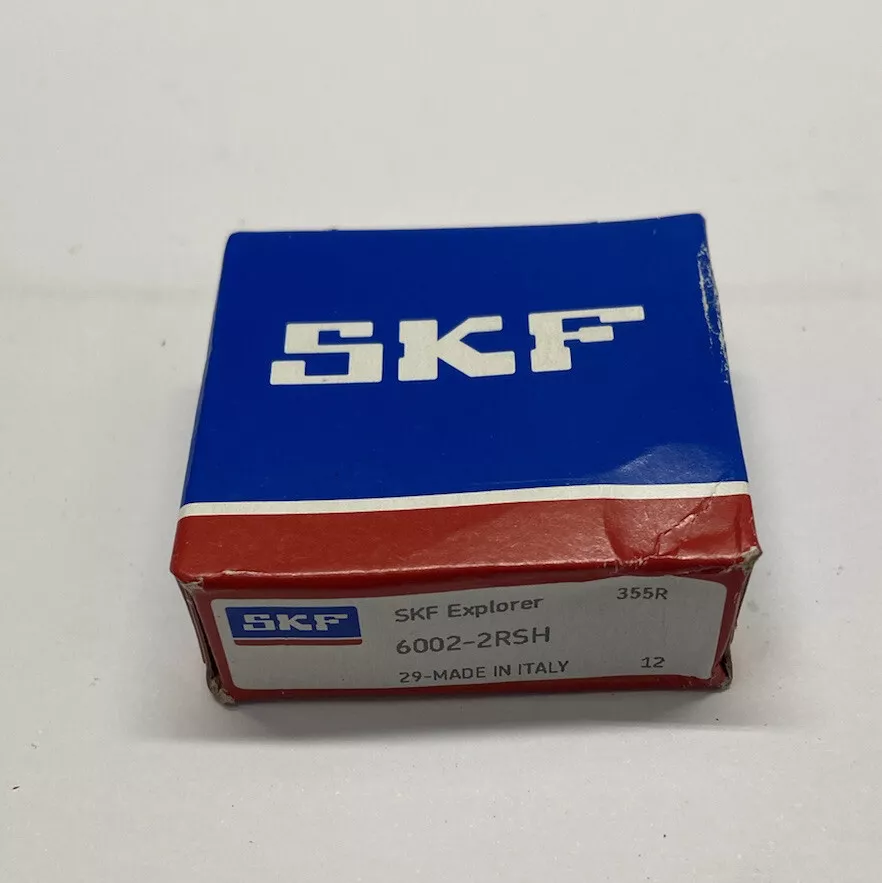 SKF
SKF
SKF Explorer
355R
6002-2RSH
29-MADE IN ITALY
12